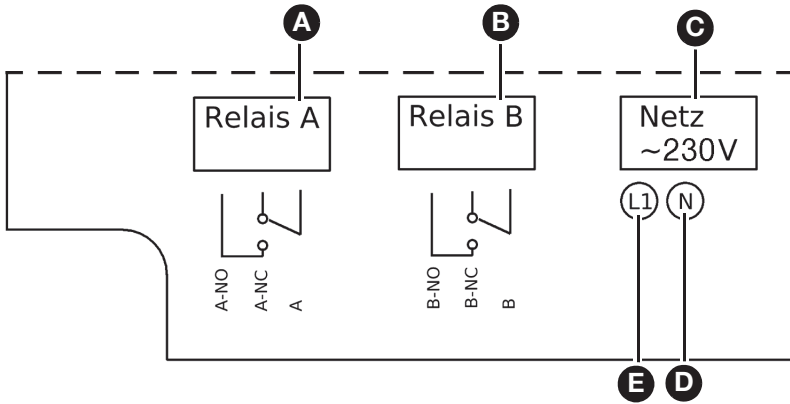 A
B
C
Relais A
Relais B
Netz
~230V
L1
N
A-NO
A-NC
A
B-NO
B-NC
B
E
D